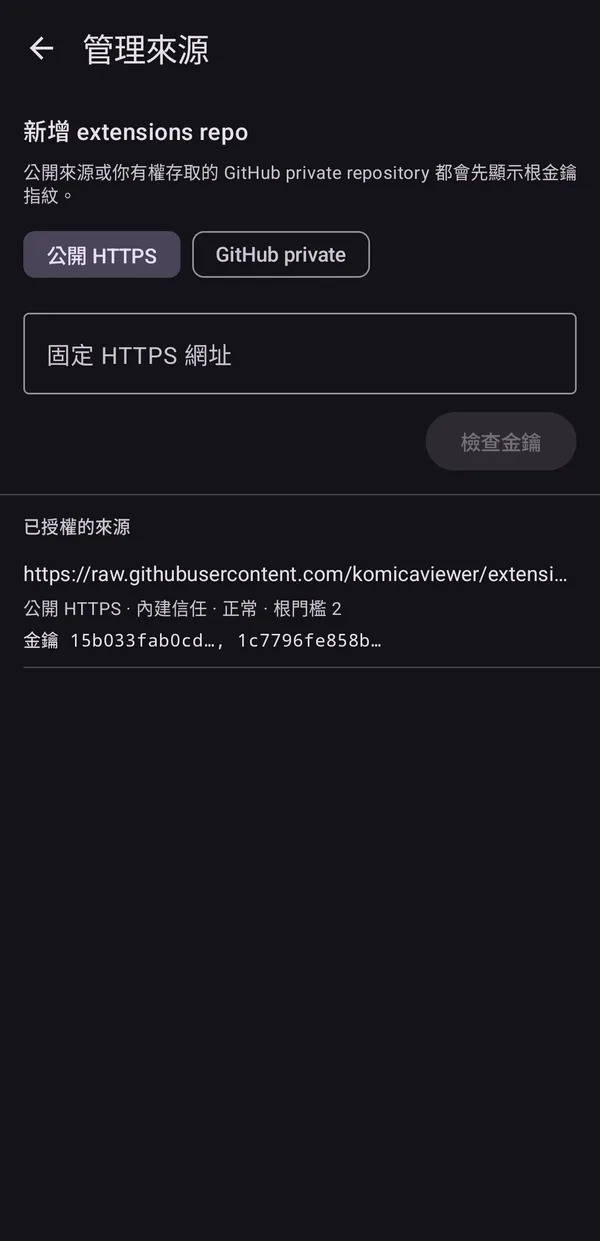 管理來源
新增 extensions repo
公開來源或你有權存取的 GitHub private repository 都會先顯示根金鑰
指紋。
公開 HTTPS
GitHub private
固定 HTTPS 網址
檢查金鑰
已授權的來源
https://raw.githubusercontent.com/komicaviewer/extensi…
公開 HTTPS · 內建信任 · 正常 · 根門檻 2
金鑰 15b033fab0cd…, 1c7796fe858b…